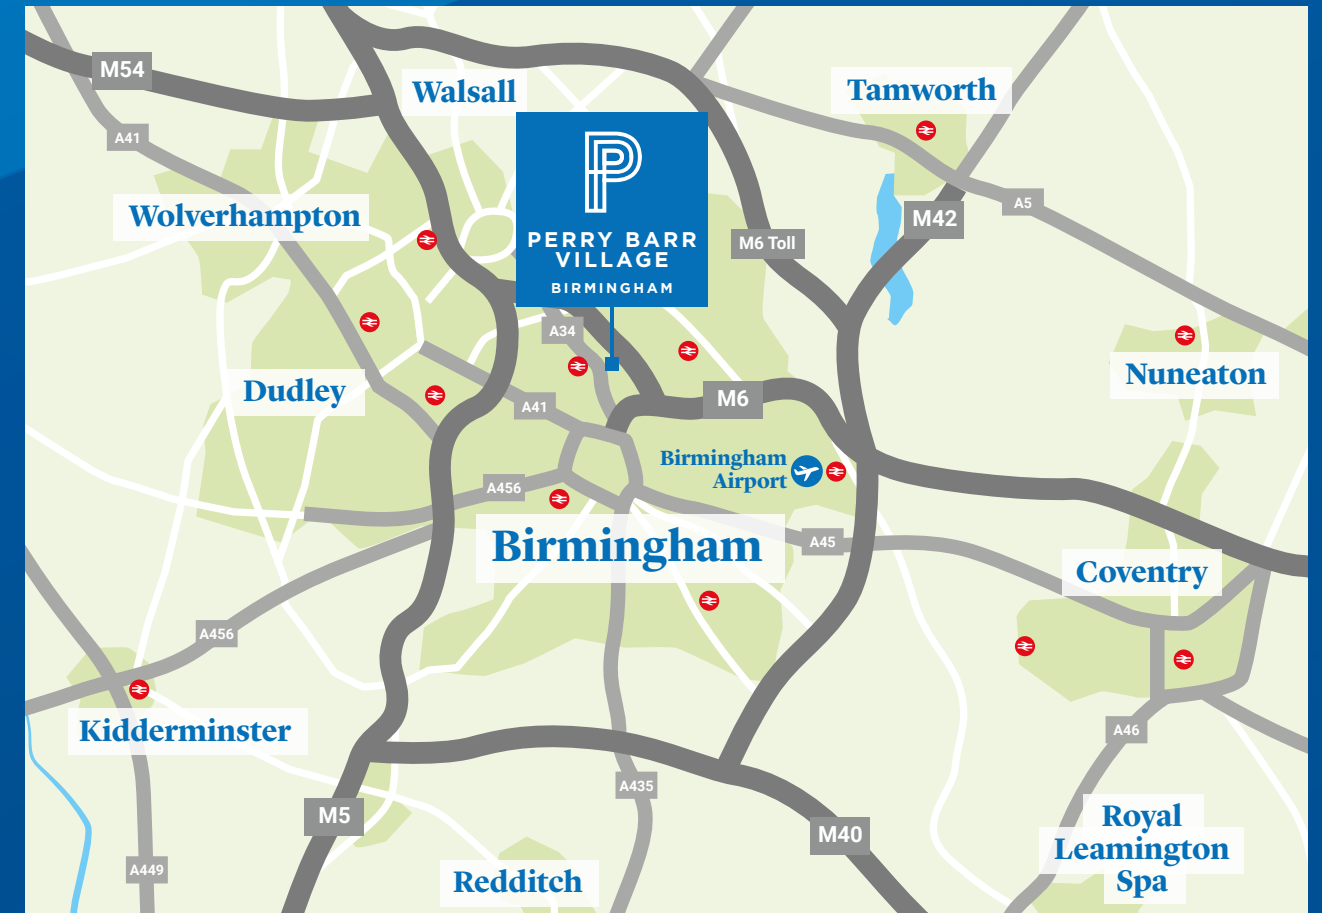 M54
Walsall
Tamworth
A41
P
Wolverhampton
A5
M42
PERRY BARR
VILLAGE
BIRMINGHAM
M6 Toll
A34
Nuneaton
Dudley
A41
M6
Birmingham
Airport
A456
Birmingham
A45
Coventry
A456
Kidderminster
A46
A435
M5
M40
Royal
Leamington
Spa
A449
Redditch